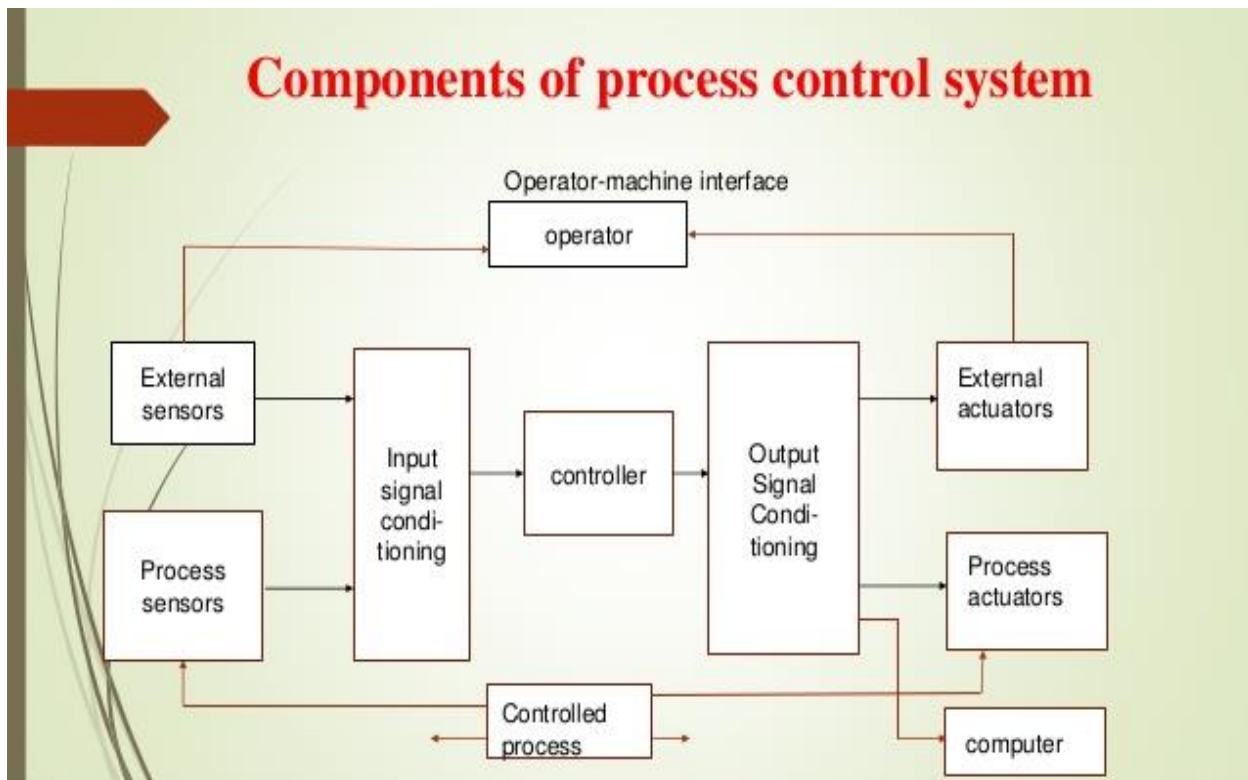 Components of process control system
Operator-machine interface
operator
External
sensors
Input
signal
condi-
tioning
controller
Output
Signal
Condi-
tioning
External
actuators
Process
sensors
Process
actuators
Controlled
process
computer